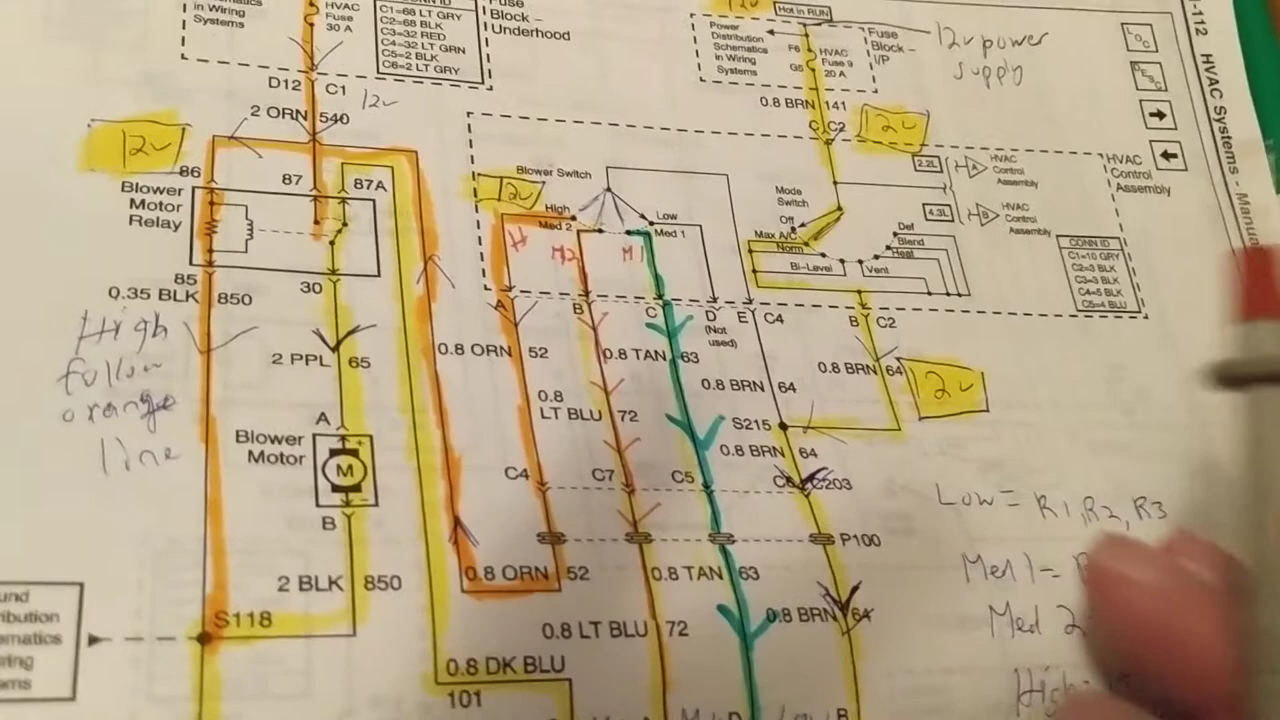 in Wiring
Systems
HVAC
Fuse
30 A
C1=68 LT GRY
C2=68 BLK
C3=32 RED
C4=32 LT GRN
C5=2 BLK
C6=2 LT GRY
Fuse
Block –
Underhood
12v
Hot in RUN
Power
Distribution
Schematics
in Wiring
Systems
F6
G5
HVAC
Fuse 9
20 A
Fuse
Block –
I/P
12v power
supply
LOC
DESC
-112 HVAC Systems - Manua
D12
C1
12v
2 ORN
540
0.8 BRN
141
C
C2
12v
12v
86
87
87A
Blower
Motor
Relay
85
30
Blower Switch
12v
High
Med 2
Low
Med 1
H
M2
M1
Mode
Switch
Off
Max A/C
Norm
Bi-Level
Vent
Def
Blend
Heat
2.2L
A
HVAC
Control
Assembly
4.3L
B
HVAC
Control
Assembly
HVAC
Control
Assembly
CONN ID
C1=10 GRY
C2=3 BLK
C3=3 BLK
C4=5 BLK
C5=4 BLU
0.35 BLK
850
High
follow
orange
line
2 PPL
65
A
B
C
D
(Not
used)
E
C4
B
C2
0.8 ORN
52
0.8
LT BLU
72
0.8 TAN
63
0.8 BRN
64
0.8 BRN
64
12v
S215
0.8 BRN
64
A
Blower
Motor
M
+
-
B
C4
C7
C5
C203
P100
Low = R1, R2, R3
Med 1 =
Med 2
High
2 BLK
850
S118
0.8 ORN
52
0.8 TAN
63
0.8 LT BLU
72
0.8 BRN
64
0.8 DK BLU
101
B